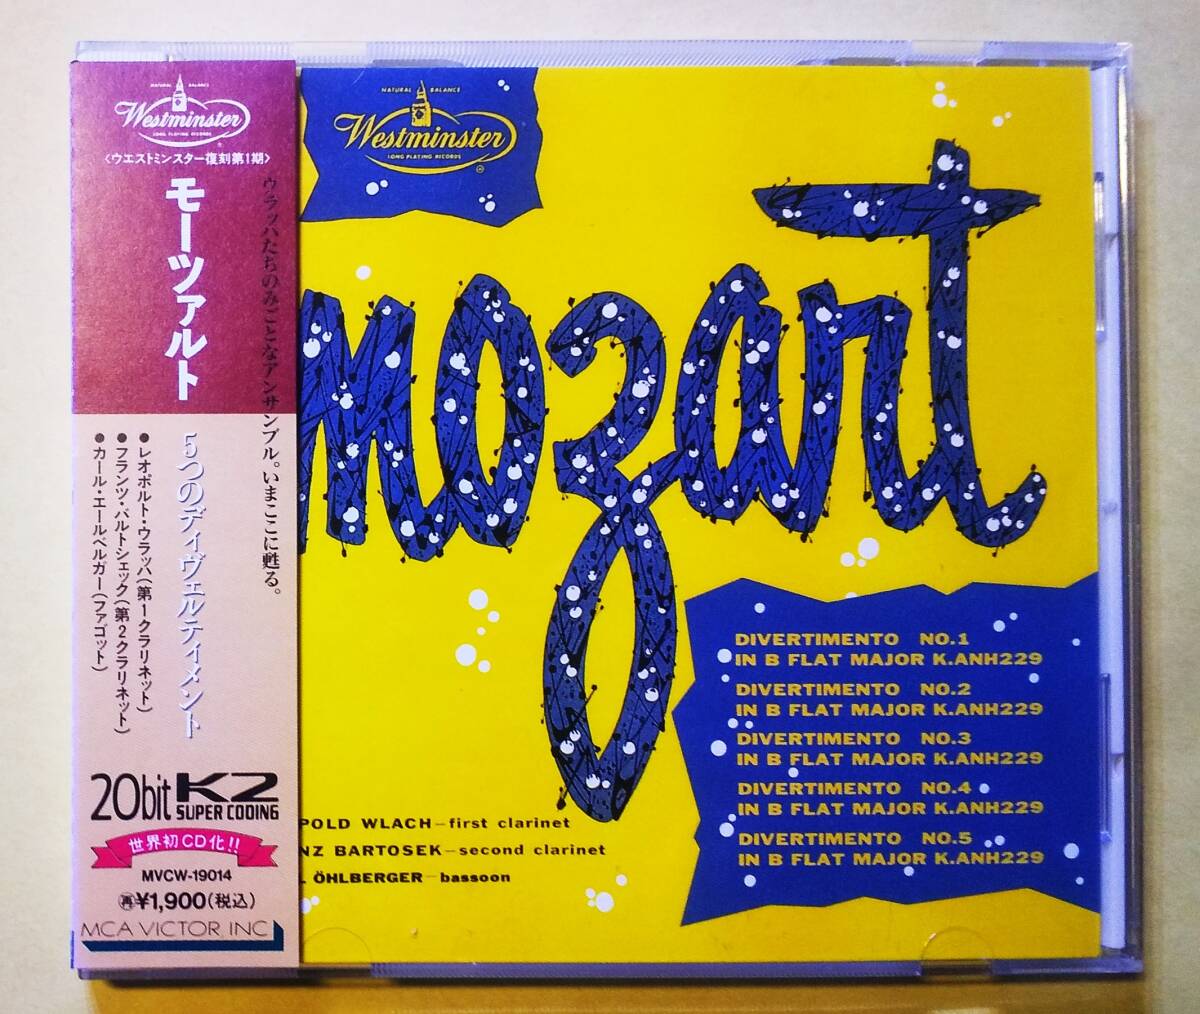 NATURAL BALANCE
Westminster
LONG PLAYING RECORDS
®
〈ウエストミンスター復刻第1期〉
モーツァルト
ウラッハたちのみごとなアンサンブル。いまここに甦る。
5つのディヴェルティメント
●レオポルト・ウラッハ(第1クラリネット)
●フランツ・バルトシェック(第2クラリネット)
●カール・エールベルガー(ファゴット)
20bit K2
SUPER CODING
世界初CD化!!
MVCW-19014
再¥1,900(税込)
MCA VICTOR INC
NATURAL BALANCE
Westminster
LONG PLAYING RECORDS
®
mozart
DIVERTIMENTO NO.1
IN B FLAT MAJOR K.ANH229
DIVERTIMENTO NO.2
IN B FLAT MAJOR K.ANH229
DIVERTIMENTO NO.3
IN B FLAT MAJOR K.ANH229
DIVERTIMENTO NO.4
IN B FLAT MAJOR K.ANH229
DIVERTIMENTO NO.5
IN B FLAT MAJOR K.ANH229
POLD WLACH—first clarinet
NZ BARTOSEK—second clarinet
L ÖHLBERGER—bassoon